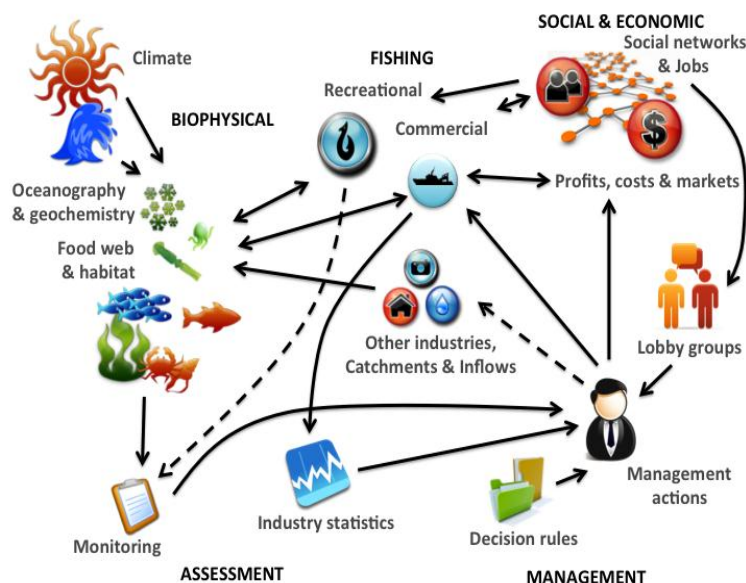 SOCIAL & ECONOMIC
Climate
FISHING
Social networks
& Jobs
Recreational
BIOPHYSICAL
Commercial
Oceanography
& geochemistry
Profits, costs & markets
Food web
& habitat
Other industries,
Catchments & Inflows
Lobby groups
Management
actions
Monitoring
Industry statistics
Decision rules
ASSESSMENT
MANAGEMENT
$